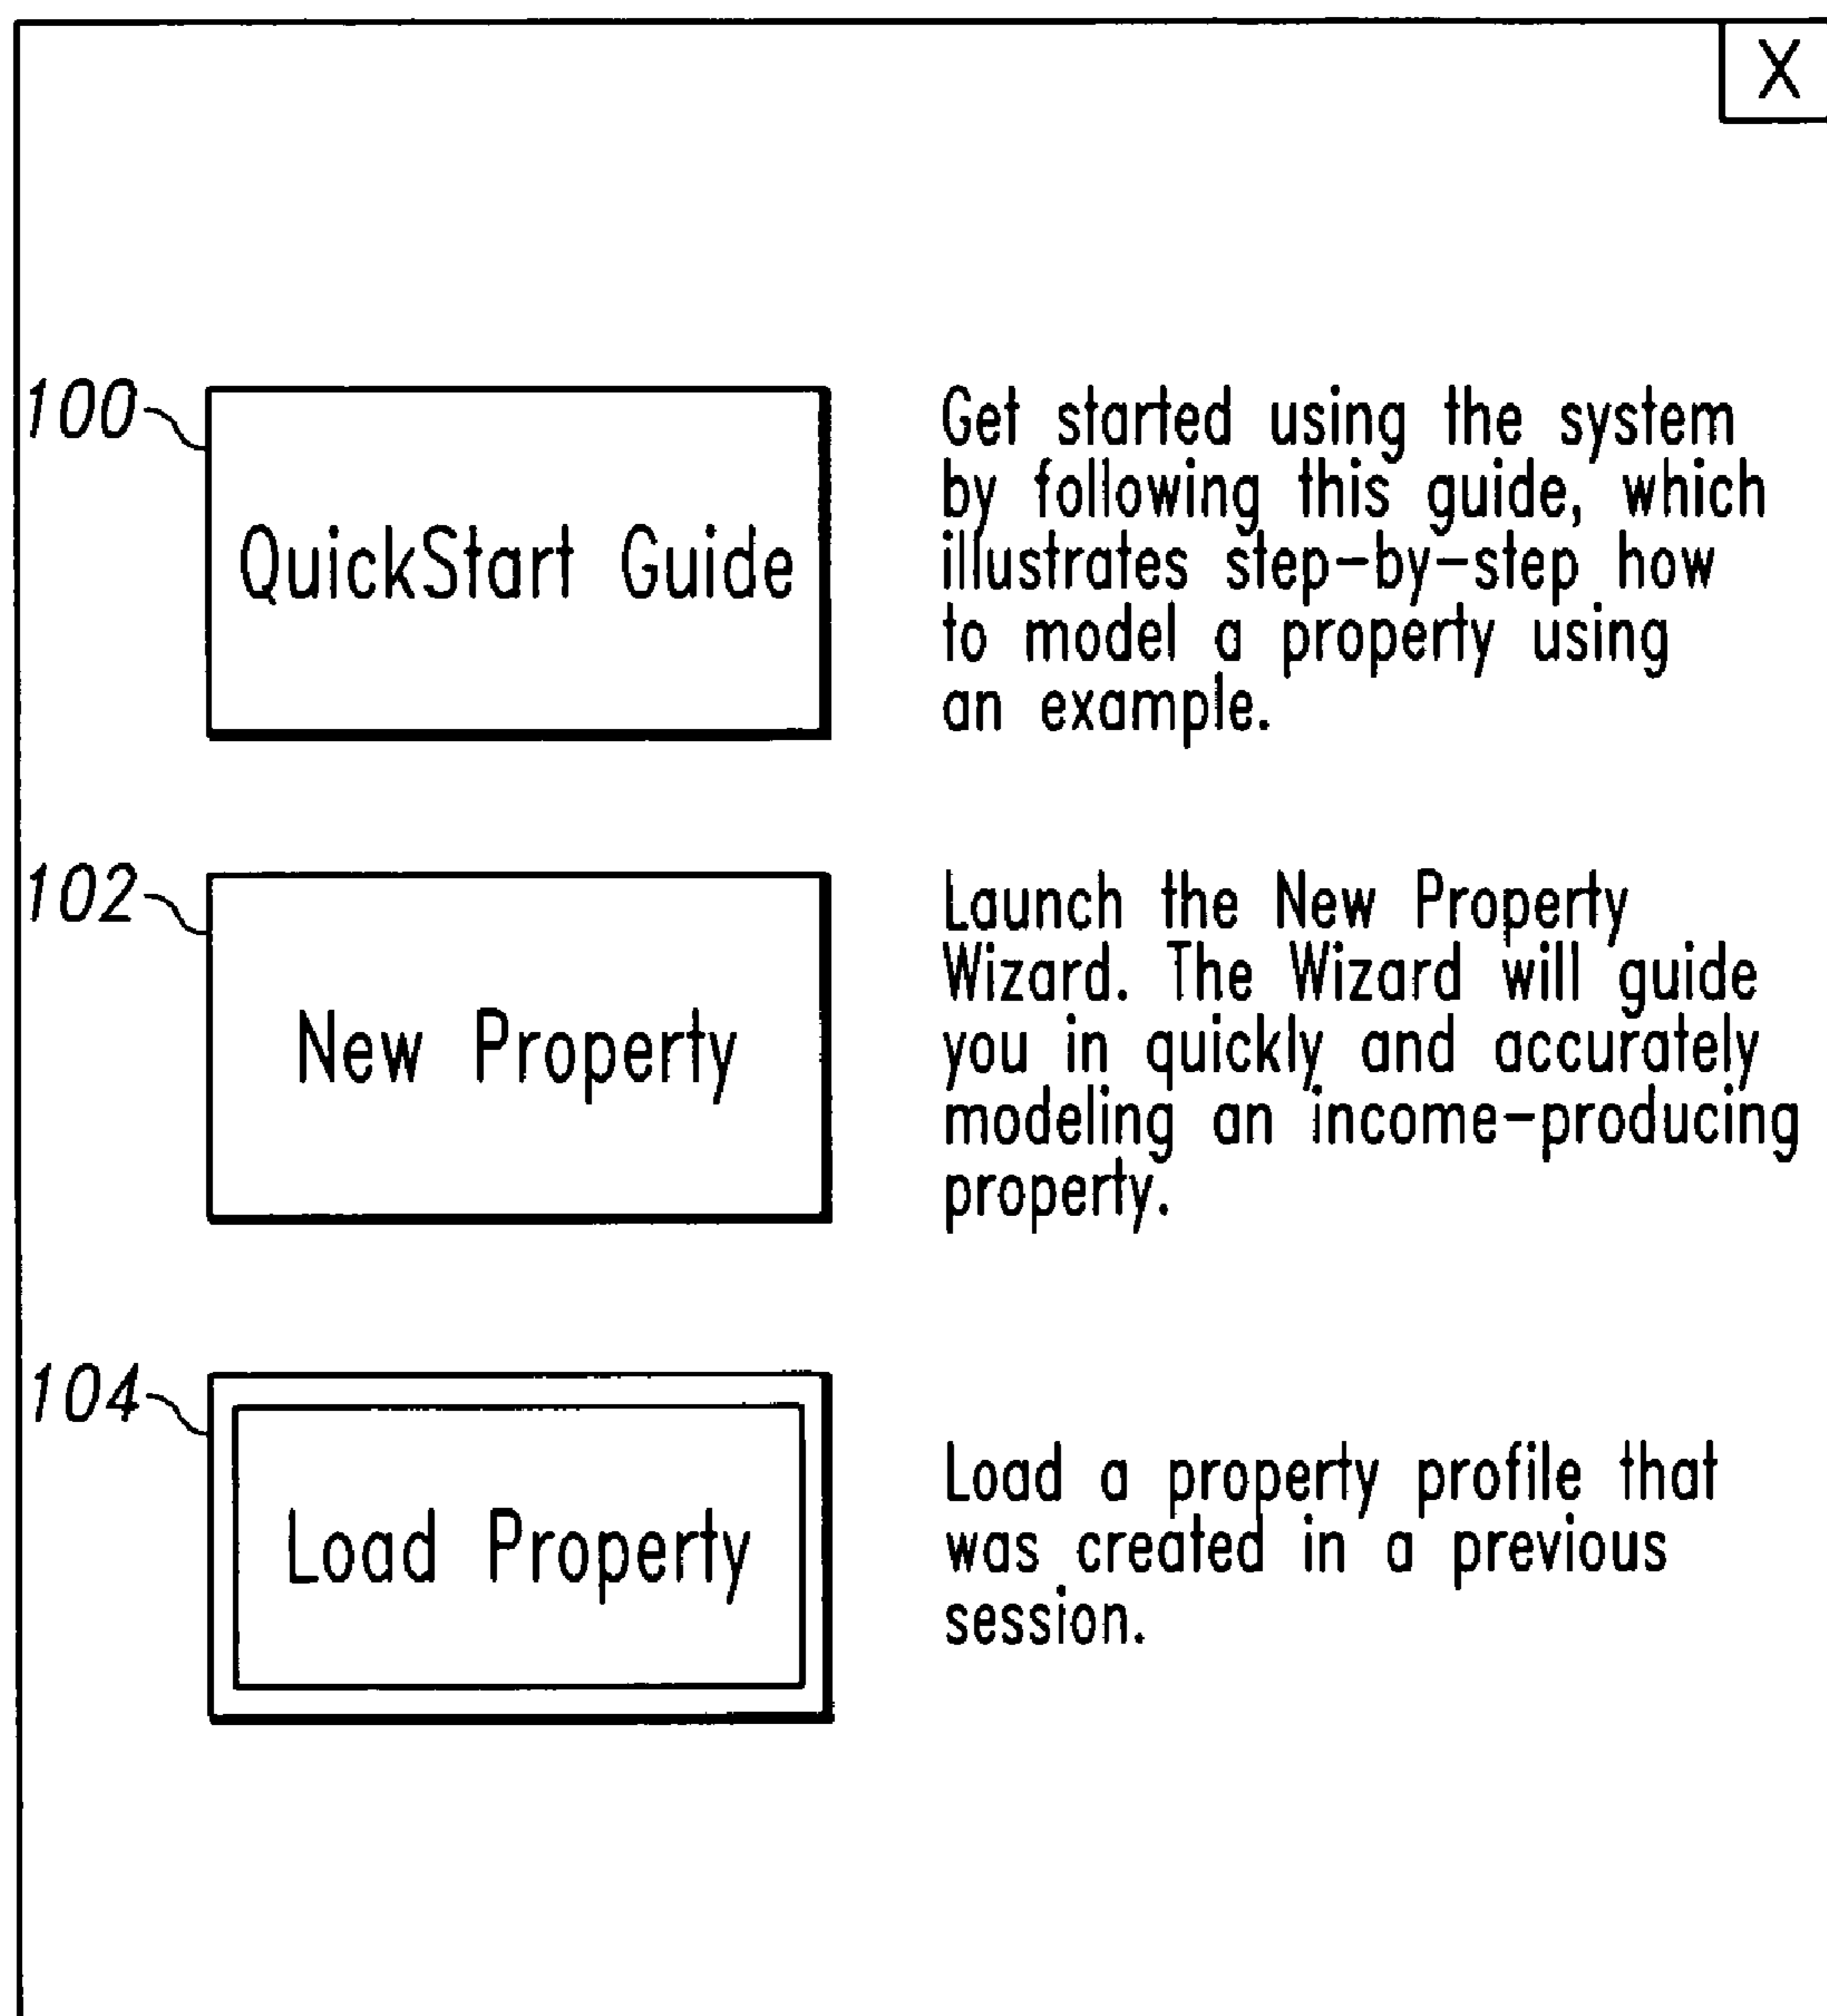 X
100
QuickStart Guide
Get started using the system
by following this guide, which
illustrates step-by-step how
to model a property using
an example.
102
New Property
Launch the New Property
Wizard. The Wizard will guide
you in quickly and accurately
modeling an income-producing
property.
104
Load Property
Load a property profile that
was created in a previous
session.